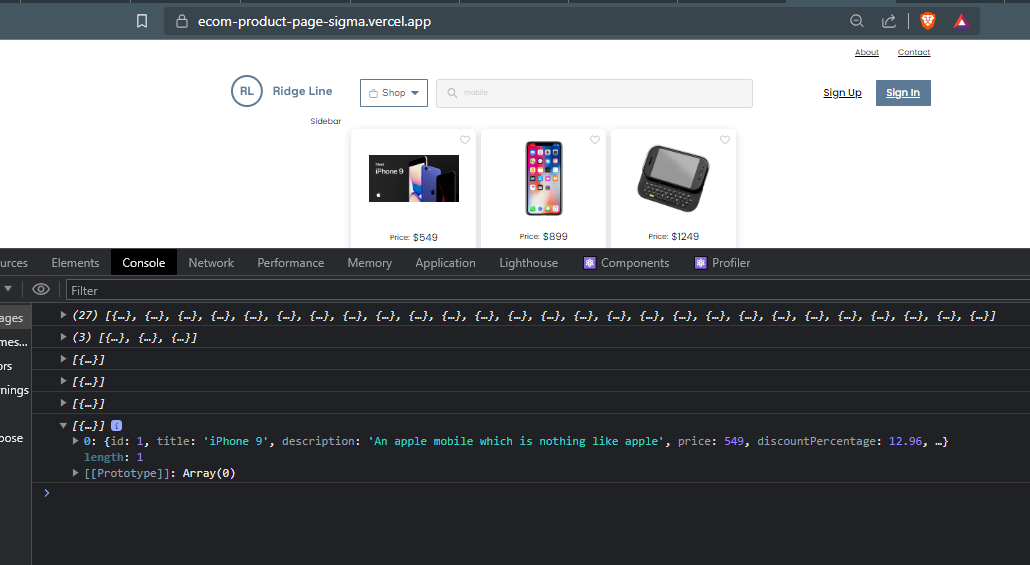 ecom-product-page-sigma.vercel.app
About Contact
RL Ridge Line Shop mobile Sign Up Sign In
Sidebar
Meet
iPhone 9
Price: $549 Price: $899 Price: $1249
urces Elements Console Network Performance Memory Application Lighthouse Components Profiler
Filter
ages
mes...
ors
rnings
pose
(27) [{…}, {…}, {…}, {…}, {…}, {…}, {…}, {…}, {…}, {…}, {…}, {…}, {…}, {…}, {…}, {…}, {…}, {…}, {…}, {…}, {…}, {…}, {…}, {…}, {…}, {…}, {…}]
(3) [{…}, {…}, {…}]
[{…}]
[{…}]
[{…}]
[{…}] i
0: {id: 1, title: 'iPhone 9', description: 'An apple mobile which is nothing like apple', price: 549, discountPercentage: 12.96, …}
length: 1
[[Prototype]]: Array(0)